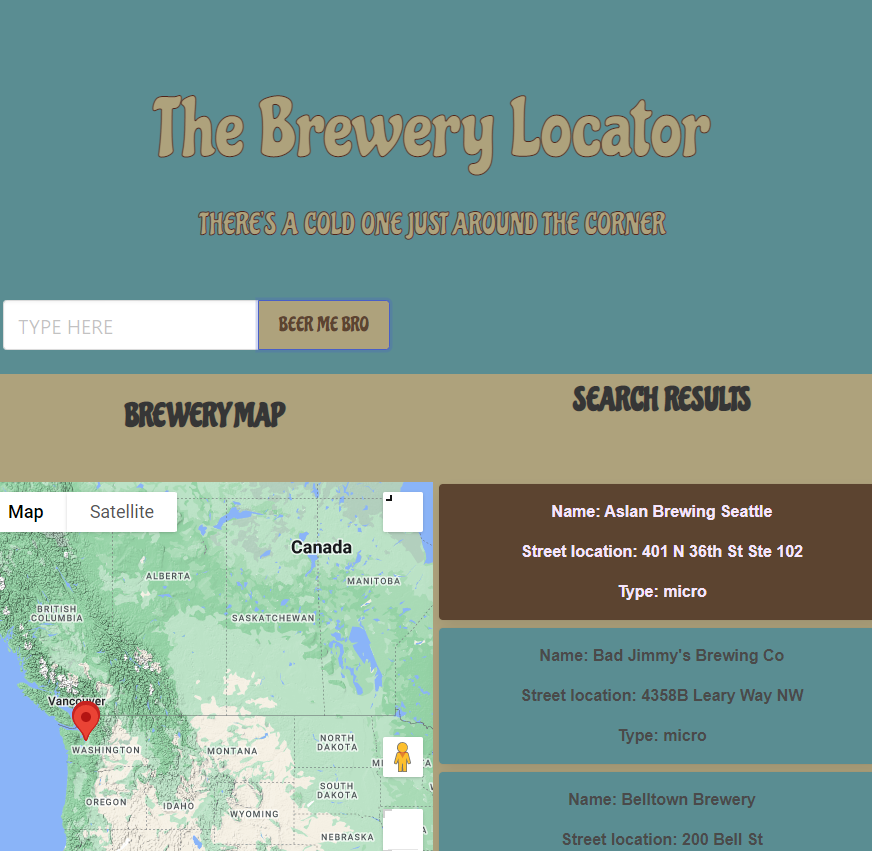 The Brewery Locator
THERE'S A COLD ONE JUST AROUND THE CORNER
TYPE HERE
BEER ME BRO
BREWERY MAP
SEARCH RESULTS
Map
Satellite
Canada
ALBERTA
MANITOBA
BRITISH
COLUMBIA
SASKATCHEWAN
Vancouver
WASHINGTON
MONTANA
NORTH
DAKOTA
OREGON
IDAHO
WYOMING
SOUTH
DAKOTA
NEBRASKA
Name: Aslan Brewing Seattle
Street location: 401 N 36th St Ste 102
Type: micro
Name: Bad Jimmy's Brewing Co
Street location: 4358B Leary Way NW
Type: micro
Name: Belltown Brewery
Street location: 200 Bell St